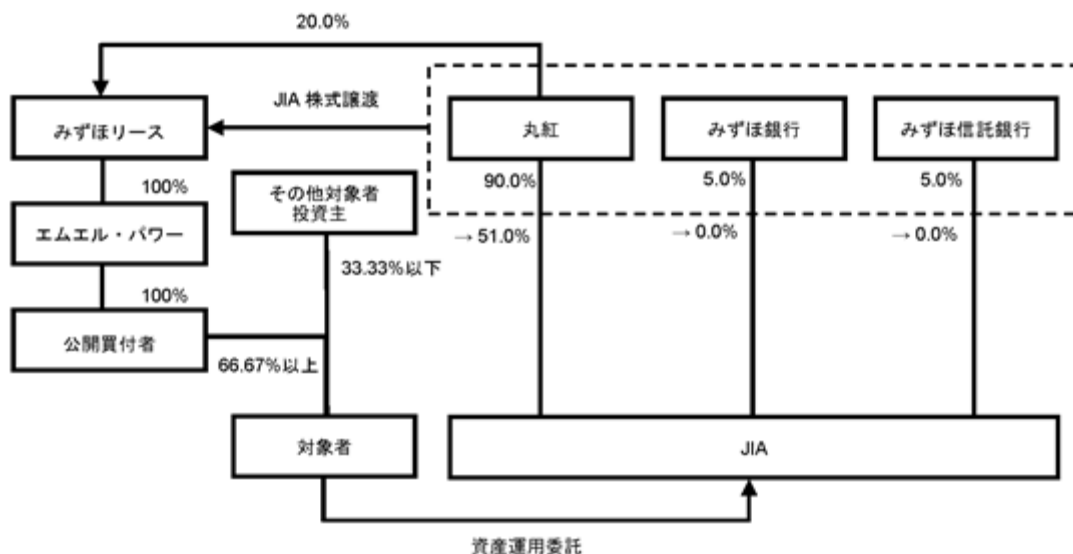 20.0%
JIA 株式譲渡
みずほリース
丸紅
みずほ銀行
みずほ信託銀行
100%
その他対象者
投資主
90.0%
5.0%
5.0%
エムエル・パワー
→ 51.0%
→ 0.0%
→ 0.0%
33.33%以下
100%
公開買付者
66.67%以上
対象者
JIA
資産運用委託